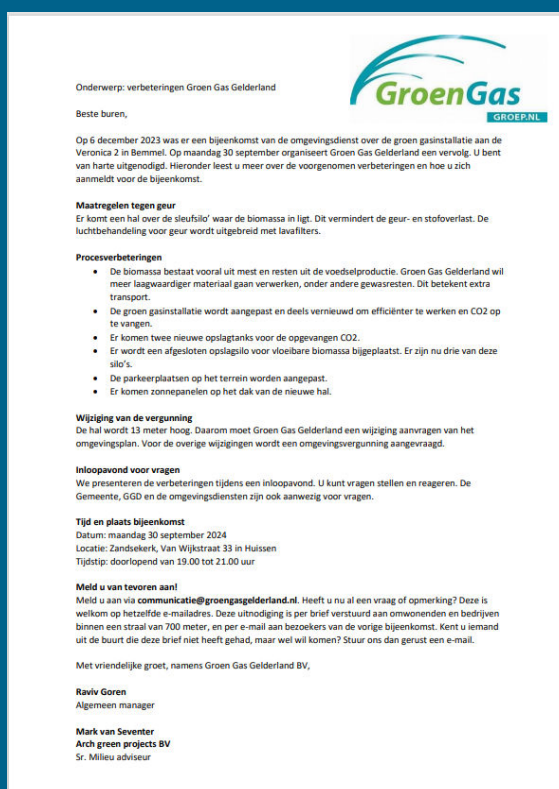 GroenGas
GROEP.NL
Onderwerp: verbeteringen Groen Gas Gelderland
Beste buren,
Op 6 december 2023 was er een bijeenkomst van de omgevingsdienst over de groen gasinstallatie aan de
Veronica 2 in Bemmel. Op maandag 30 september organiseert Groen Gas Gelderland een vervolg. U bent
van harte uitgenodigd. Hieronder leest u meer over de voorgenomen verbeteringen en hoe u zich
aanmeldt voor de bijeenkomst.
Maatregelen tegen geur
Er komt een hal over de sleufsilo' waar de biomassa in ligt. Dit vermindert de geur- en stofoverlast. De
luchtbehandeling voor geur wordt uitgebreid met lavafilters.
Procesverbeteringen
• De biomassa bestaat vooral uit mest en resten uit de voedselproductie. Groen Gas Gelderland wil
meer laagwaardiger materiaal gaan verwerken, onder andere gewasresten. Dit betekent extra
transport.
• De groen gasinstallatie wordt aangepast en deels vernieuwd om efficiënter te werken en CO2 op
te vangen.
• Er komen twee nieuwe opslagtanks voor de opgevangen CO2.
• Er wordt een afgesloten opslagsilo voor vloeibare biomassa bijgeplaatst. Er zijn nu drie van deze
silo's.
• De parkeerplaatsen op het terrein worden aangepast.
• Er komen zonnepanelen op het dak van de nieuwe hal.
Wijziging van de vergunning
De hal wordt 13 meter hoog. Daarom moet Groen Gas Gelderland een wijziging aanvragen van het
omgevingsplan. Voor de overige wijzigingen wordt een omgevingsvergunning aangevraagd.
Inloopavond voor vragen
We presenteren de verbeteringen tijdens een inloopavond. U kunt vragen stellen en reageren. De
Gemeente, GGD en de omgevingsdiensten zijn ook aanwezig voor vragen.
Tijd en plaats bijeenkomst
Datum: maandag 30 september 2024
Locatie: Zandsekerk, Van Wijkstraat 33 in Huissen
Tijdstip: doorlopend van 19.00 tot 21.00 uur
Meld u van tevoren aan!
Meld u aan via communicatie@groengasgelderland.nl. Heeft u nu al een vraag of opmerking? Deze is
welkom op hetzelfde e-mailadres. Deze uitnodiging is per brief verstuurd aan omwonenden en bedrijven
binnen een straal van 700 meter, en per e-mail aan bezoekers van de vorige bijeenkomst. Kent u iemand
uit de buurt die deze brief niet heeft gehad, maar wel wil komen? Stuur ons dan gerust een e-mail.
Met vriendelijke groet, namens Groen Gas Gelderland BV,
Raviv Goren
Algemeen manager
Mark van Seventer
Arch green projects BV
Sr. Milieu adviseur